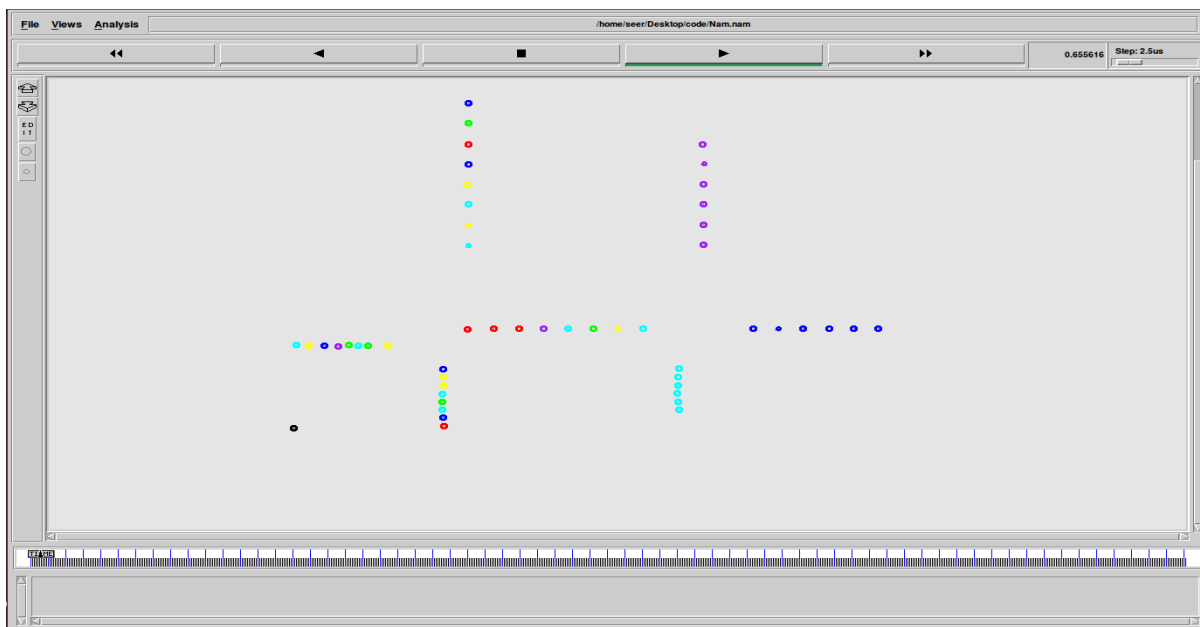 File Views Analysis /home/seer/Desktop/code/Nam.nam
0.655616 Step: 2.5us
E D
I T